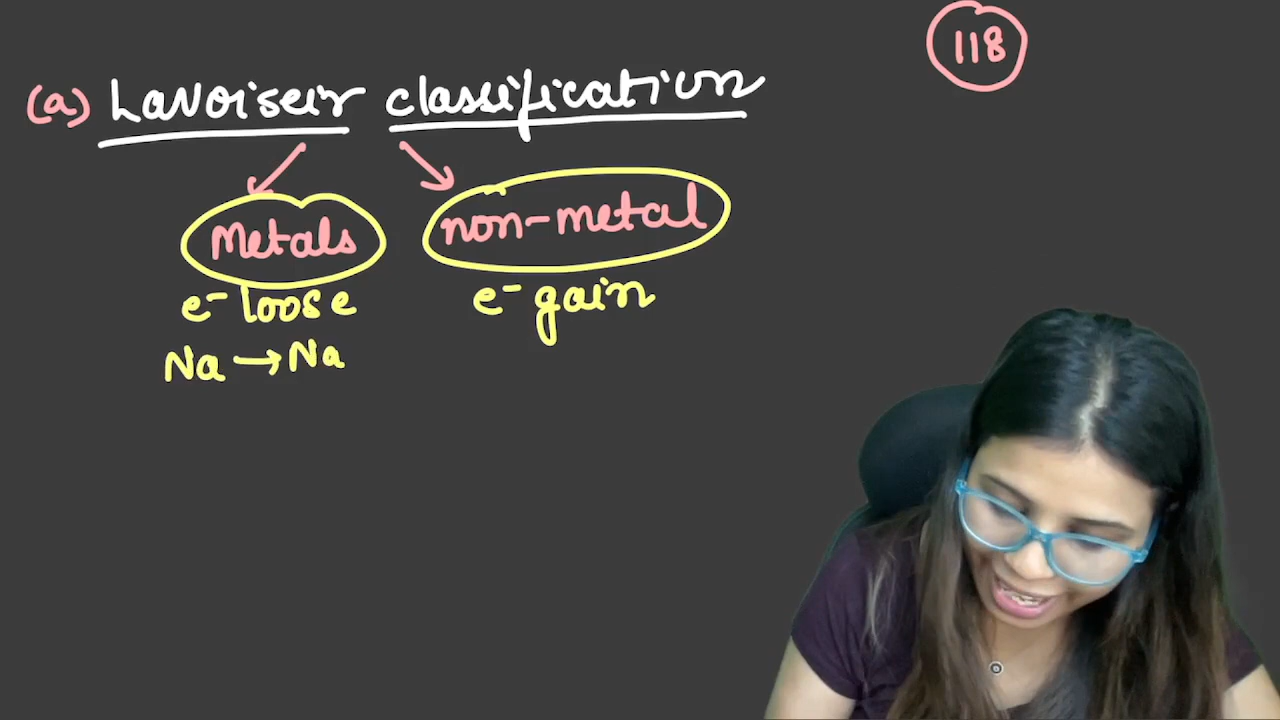 118
(a) Lavoiseir classification
Metals non-metal
e- loose e- gain
Na → Na